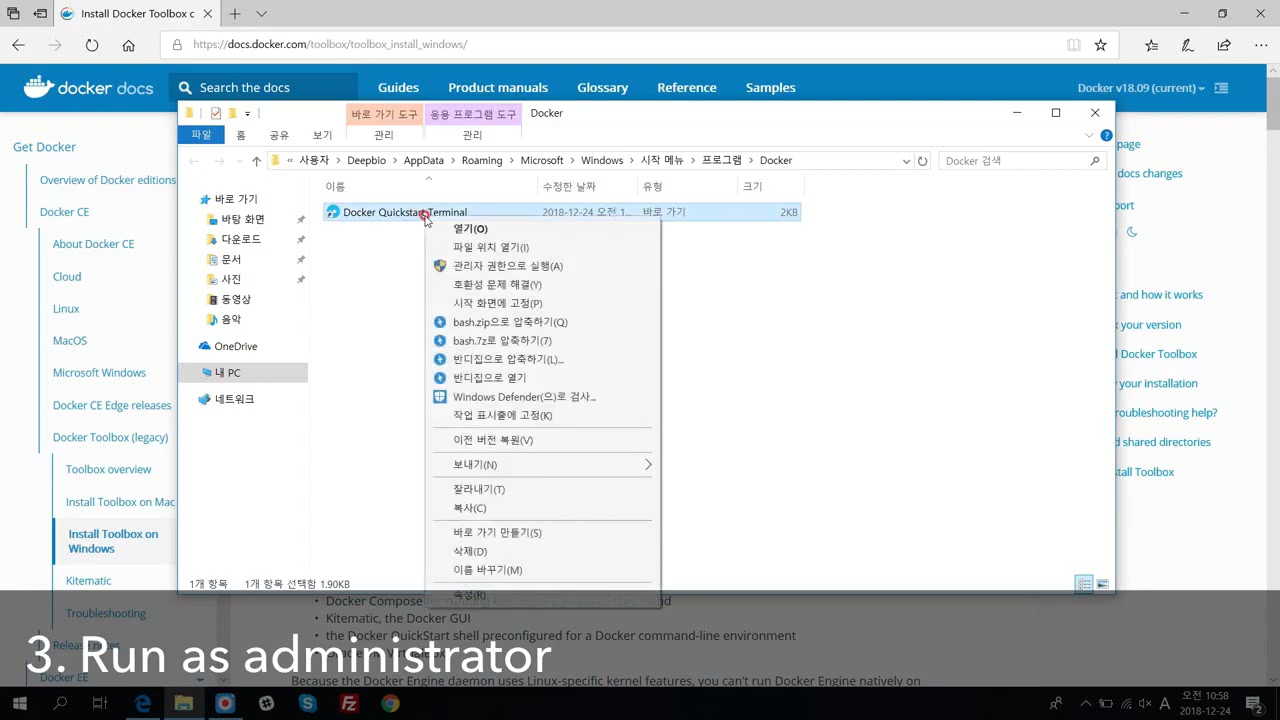 Install Docker Toolbox c
https://docs.docker.com/toolbox/toolbox_install_windows/
docker docs
Search the docs
Guides
Product manuals
Glossary
Reference
Samples
Docker v18.09 (current)
바로 가기 도구
응용 프로그램 도구
Docker
파일
홈
공유
보기
관리
관리
« 사용자 > Deepbio > AppData > Roaming > Microsoft > Windows > 시작 메뉴 > 프로그램 > Docker
Docker 검색
Get Docker
Overview of Docker editions
Docker CE
About Docker CE
Cloud
Linux
MacOS
Microsoft Windows
Docker CE Edge releases
Docker Toolbox (legacy)
Toolbox overview
Install Toolbox on Mac
Install Toolbox on
Windows
Kitematic
Troubleshooting
Docker EE
바로 가기
바탕 화면
다운로드
문서
사진
동영상
음악
OneDrive
내 PC
네트워크
이름
수정한 날짜
유형
크기
Docker Quickstart Terminal
2018-12-24 오전 1...
바로 가기
2KB
열기(O)
파일 위치 열기(I)
관리자 권한으로 실행(A)
호환성 문제 해결(Y)
시작 화면에 고정(P)
bash.zip으로 압축하기(Q)
bash.7z로 압축하기(7)
반디집으로 압축하기(L)...
반디집으로 열기
Windows Defender(으)로 검사...
작업 표시줄에 고정(K)
이전 버전 복원(V)
보내기(N)
잘라내기(T)
복사(C)
바로 가기 만들기(S)
삭제(D)
이름 바꾸기(M)
속성(R)
1개 항목
1개 항목 선택함 1.90KB
page
docs changes
port
t and how it works
your version
l Docker Toolbox
your installation
roubleshooting help?
d shared directories
stall Toolbox
• Docker Compose
• Kitematic, the Docker GUI
• the Docker QuickStart shell preconfigured for a Docker command-line environment
Because the Docker Engine daemon uses Linux-specific kernel features, you can't run Docker Engine natively on
3. Run as administrator
A
오전 10:58
2018-12-24
2